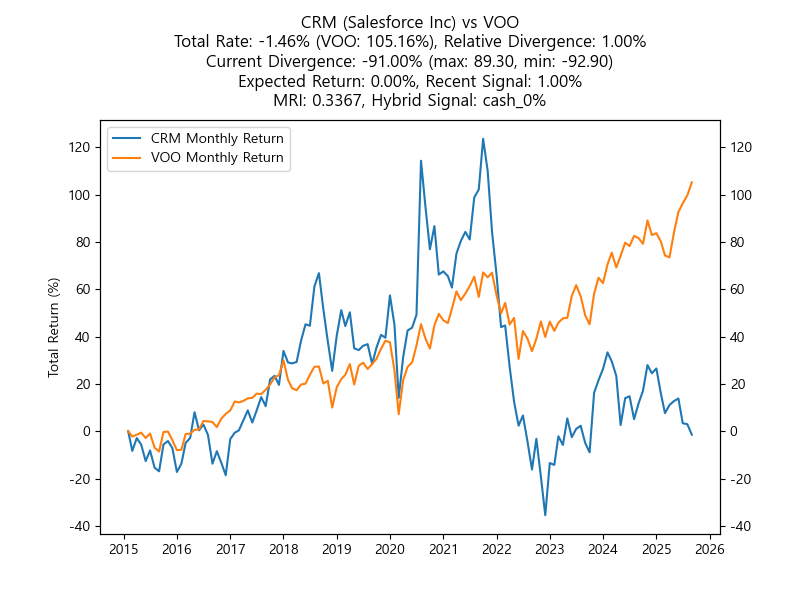 CRM (Salesforce Inc) vs VOO
Total Rate: -1.46% (VOO: 105.16%), Relative Divergence: 1.00%
Current Divergence: -91.00% (max: 89.30, min: -92.90)
Expected Return: 0.00%, Recent Signal: 1.00%
MRI: 0.3367, Hybrid Signal: cash_0%
CRM Monthly Return
VOO Monthly Return
Total Return (%)
120
100
80
60
40
20
0
-20
-40
120
100
80
60
40
20
0
-20
-40
2015 2016 2017 2018 2019 2020 2021 2022 2023 2024 2025 2026